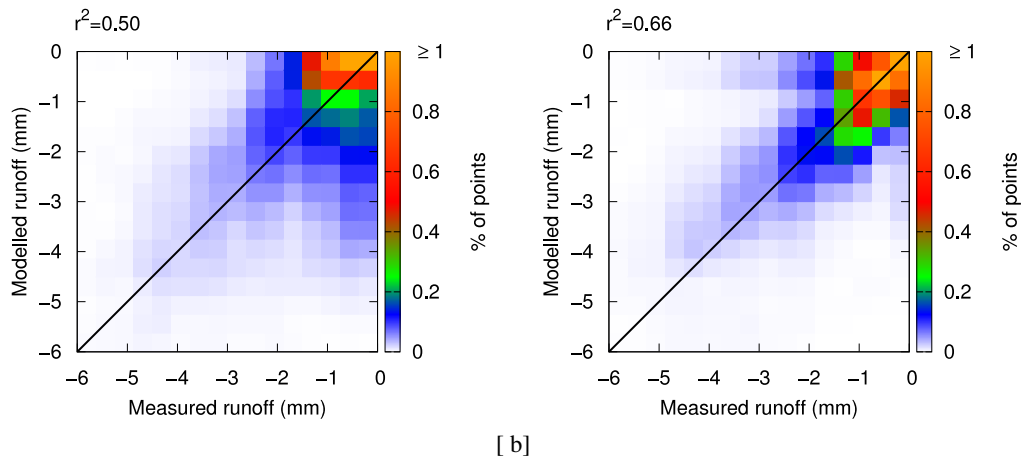 r²=0.50
Modelled runoff (mm)
0
−1
−2
−3
−4
−5
−6
−6 −5 −4 −3 −2 −1 0
Measured runoff (mm)
≥ 1
0.8
0.6
0.4
0.2
0
% of points
r²=0.66
Modelled runoff (mm)
0
−1
−2
−3
−4
−5
−6
−6 −5 −4 −3 −2 −1 0
Measured runoff (mm)
≥ 1
0.8
0.6
0.4
0.2
0
% of points
[ b]